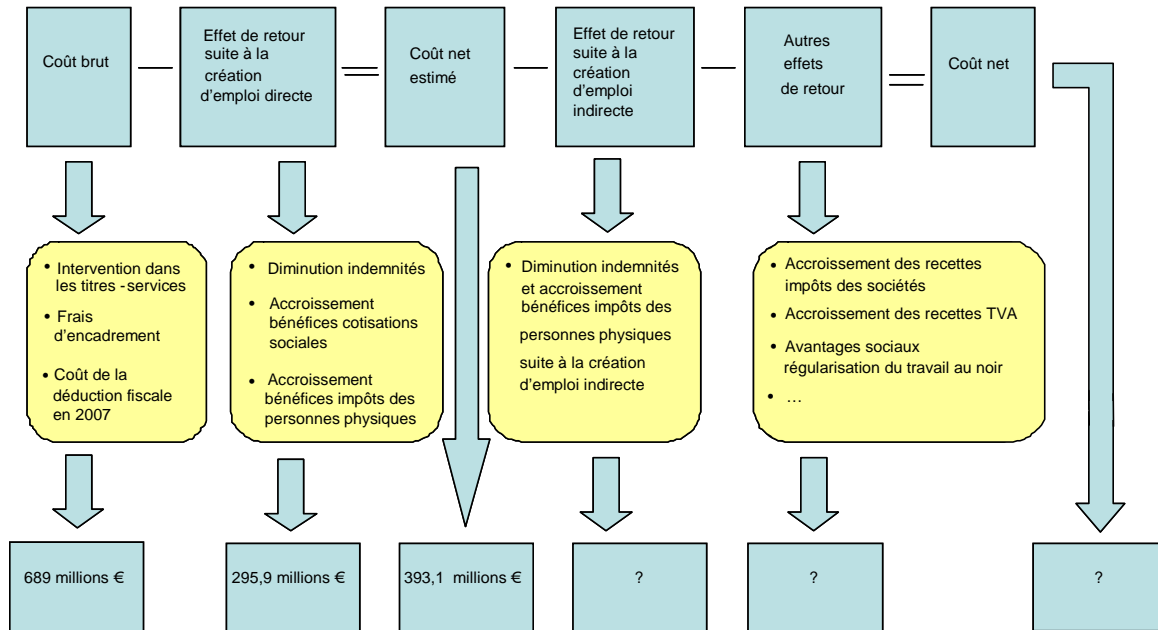 Coût brut
Effet de retour
suite à la
création
d'emploi directe
Coût net
estimé
Effet de retour
suite à la
création
d'emploi
indirecte
Autres
effets
de retour
Coût net
• Intervention dans
les titres -services
• Frais
d'encadrement
• Coût de la
déduction fiscale
en 2007
• Diminution indemnités
• Accroissement
bénéfices cotisations
sociales
• Accroissement
bénéfices impôts des
personnes physiques
• Diminution indemnités
et accroissement
bénéfices impôts des
personnes physiques
suite à la création
d'emploi indirecte
• Accroissement des recettes
impôts des sociétés
• Accroissement des recettes TVA
• Avantages sociaux
régularisation du travail au noir
• …
689 millions €
295,9 millions €
393,1 millions €
?
?
?